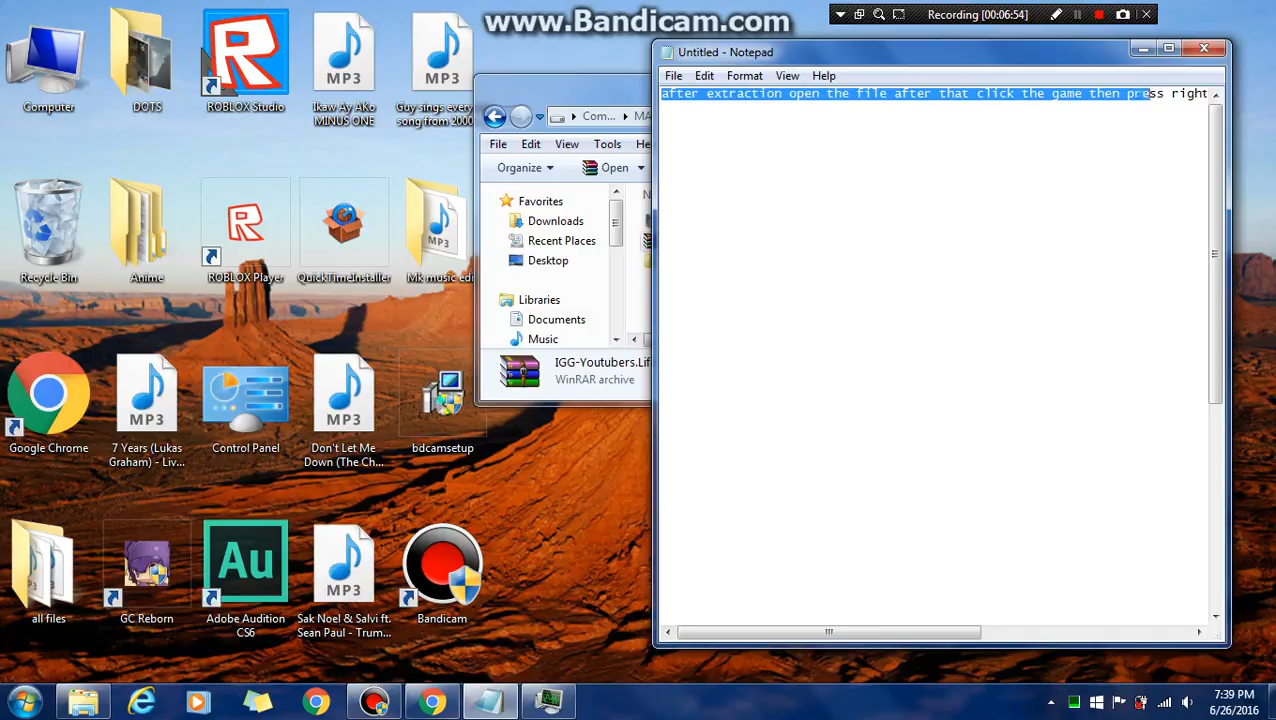 www.Bandicam.com
Recording [00:06:54]
Computer
DOTS
ROBLOX Studio
MP3
Ikaw Ay AKo
MINUS ONE
MP3
Guy sings every
song from 2000
Recycle Bin
Anime
ROBLOX Player
QuickTimeInstaller
MP3
Mk music edi
Google Chrome
MP3
7 Years (Lukas
Graham) - Liv...
Control Panel
MP3
Don't Let Me
Down (The Ch...
bdcamsetup
all files
GC Reborn
Au
Adobe Audition
CS6
MP3
Sak Noel & Salvi ft.
Sean Paul - Trum...
Bandicam
Com...
MA
File Edit View Tools He
Organize
Open
N
Favorites
Downloads
Recent Places
Desktop
Libraries
Documents
Music
IGG-Youtubers.Lif
WinRAR archive
Untitled - Notepad
File Edit Format View Help
after extraction open the file after that click the game then press right
7:39 PM
6/26/2016